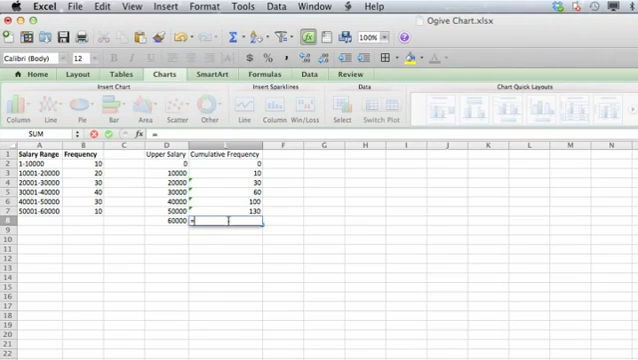 Excel File Edit View Insert Format Tools Data Window Help
Ogive Chart.xlsx
100%
Calibri (Body) 12 B I U
Home Layout Tables Charts SmartArt Formulas Data Review
Insert Chart Insert Sparklines Data Chart Quick Layouts
Column Line Pie Bar Area Scatter Other Line Column Win/Loss Select Switch Plot
SUM fx =
A B C D E F G H I J K L M N
1 Salary Range Frequency Upper Salary Cumulative Frequency
2 1-10000 10 0 0
3 10001-20000 20 10000 10
4 20001-30000 30 20000 30
5 30001-40000 40 30000 60
6 40001-50000 30 40000 100
7 50001-60000 10 50000 130
8 60000 =
9
10
11
12
13
14
15
16
17
18
19
20
21
22